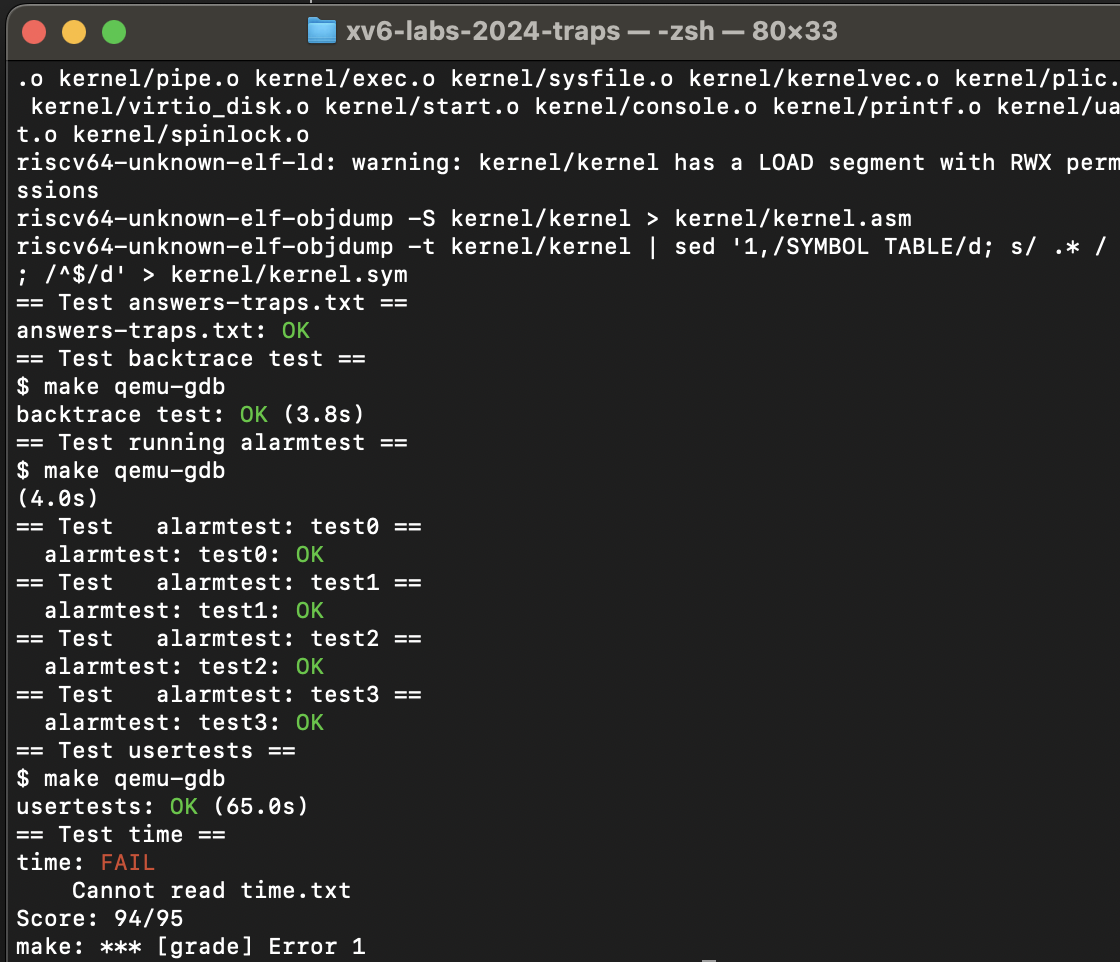 xv6-labs-2024-traps — -zsh — 80×33
.o kernel/pipe.o kernel/exec.o kernel/sysfile.o kernel/kernelvec.o kernel/plic.
kernel/virtio_disk.o kernel/start.o kernel/console.o kernel/printf.o kernel/ua
t.o kernel/spinlock.o
riscv64-unknown-elf-ld: warning: kernel/kernel has a LOAD segment with RWX perm
ssions
riscv64-unknown-elf-objdump -S kernel/kernel > kernel/kernel.asm
riscv64-unknown-elf-objdump -t kernel/kernel | sed '1,/SYMBOL TABLE/d; s/ .* /
; /^$/d' > kernel/kernel.sym
== Test answers-traps.txt ==
answers-traps.txt: OK
== Test backtrace test ==
$ make qemu-gdb
backtrace test: OK (3.8s)
== Test running alarmtest ==
$ make qemu-gdb
(4.0s)
== Test   alarmtest: test0 ==
  alarmtest: test0: OK
== Test   alarmtest: test1 ==
  alarmtest: test1: OK
== Test   alarmtest: test2 ==
  alarmtest: test2: OK
== Test   alarmtest: test3 ==
  alarmtest: test3: OK
== Test usertests ==
$ make qemu-gdb
usertests: OK (65.0s)
== Test time ==
time: FAIL
    Cannot read time.txt
Score: 94/95
make: *** [grade] Error 1